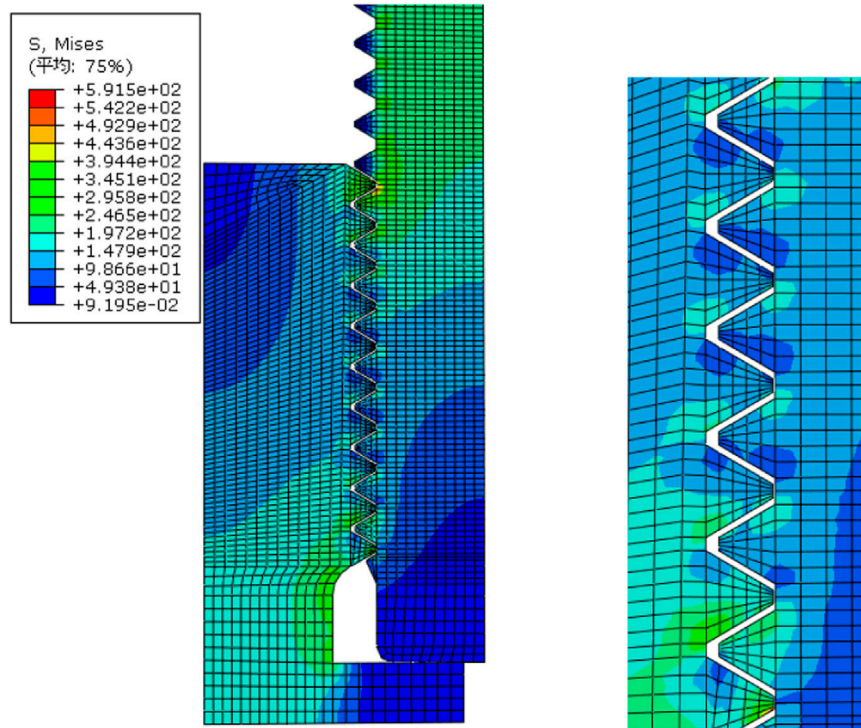 S, Mises
(平均: 75%)
+5.915e+02
+5.422e+02
+4.929e+02
+4.436e+02
+3.944e+02
+3.451e+02
+2.958e+02
+2.465e+02
+1.972e+02
+1.479e+02
+9.866e+01
+4.938e+01
+9.195e-02